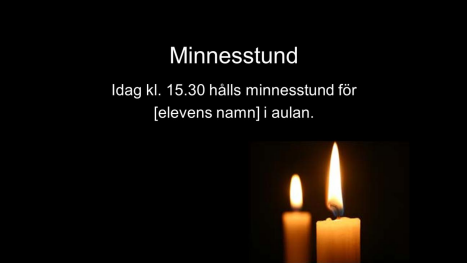 Minnesstund
Idag kl. 15.30 hålls minnesstund för
[elevens namn] i aulan.